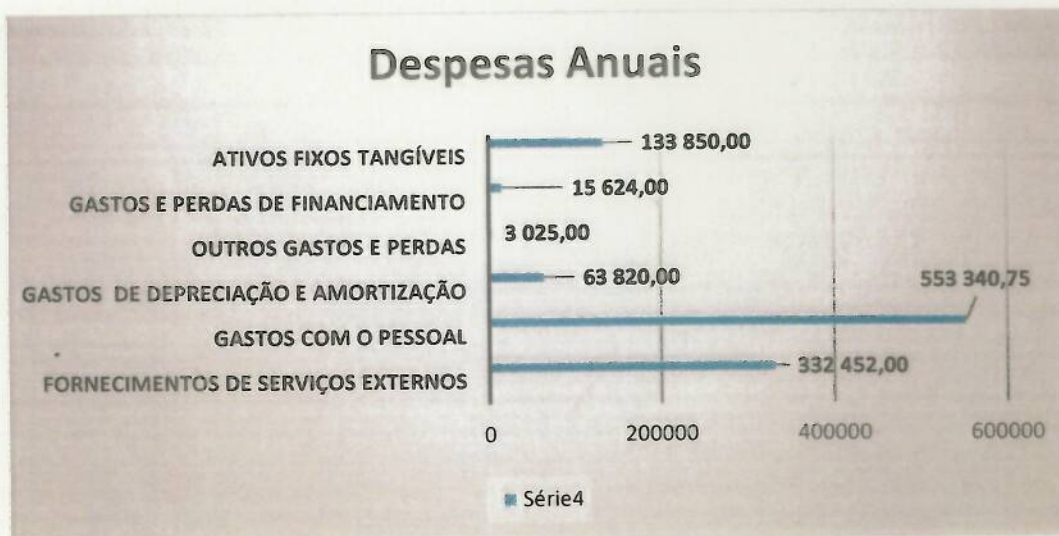 Despesas Anuais
ATIVOS FIXOS TANGÍVEIS
133 850,00
GASTOS E PERDAS DE FINANCIAMENTO
15 624,00
OUTROS GASTOS E PERDAS
3 025,00
GASTOS DE DEPRECIAÇÃO E AMORTIZAÇÃO
63 820,00
GASTOS COM O PESSOAL
553 340,75
FORNECIMENTOS DE SERVIÇOS EXTERNOS
332 452,00
0 200000 400000 600000
Série4